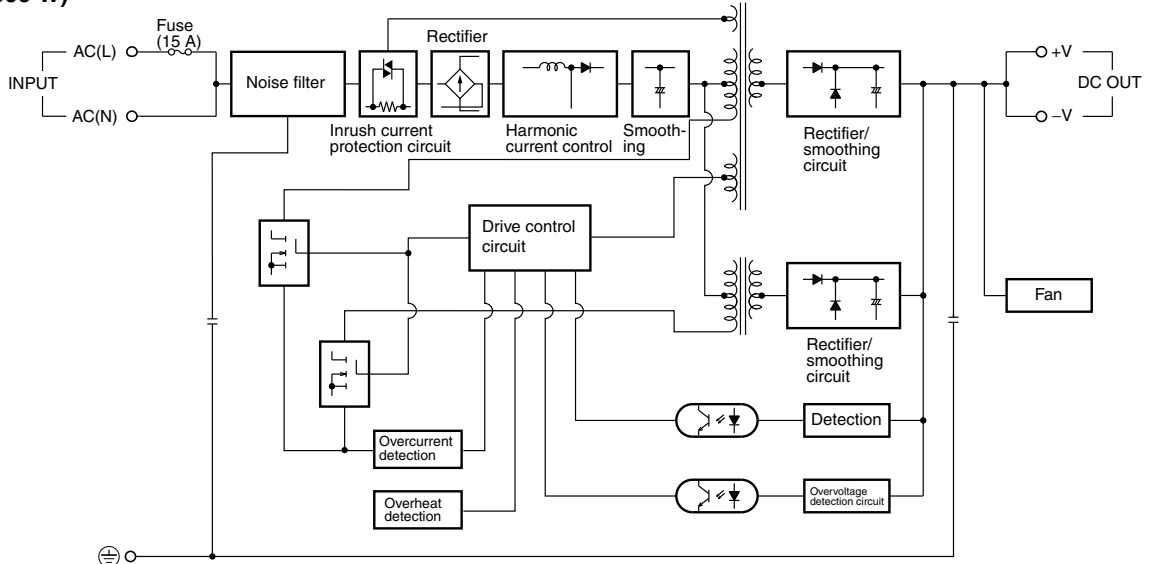 Fuse
(15 A)
AC(L)
INPUT
AC(N)
Noise filter
Inrush current
protection circuit
Rectifier
Harmonic
current control
Smooth-
ing
Rectifier/
smoothing
circuit
+V
DC OUT
–V
Drive control
circuit
Rectifier/
smoothing
circuit
Fan
Detection
Overcurrent
detection
Overvoltage
detection circuit
Overheat
detection